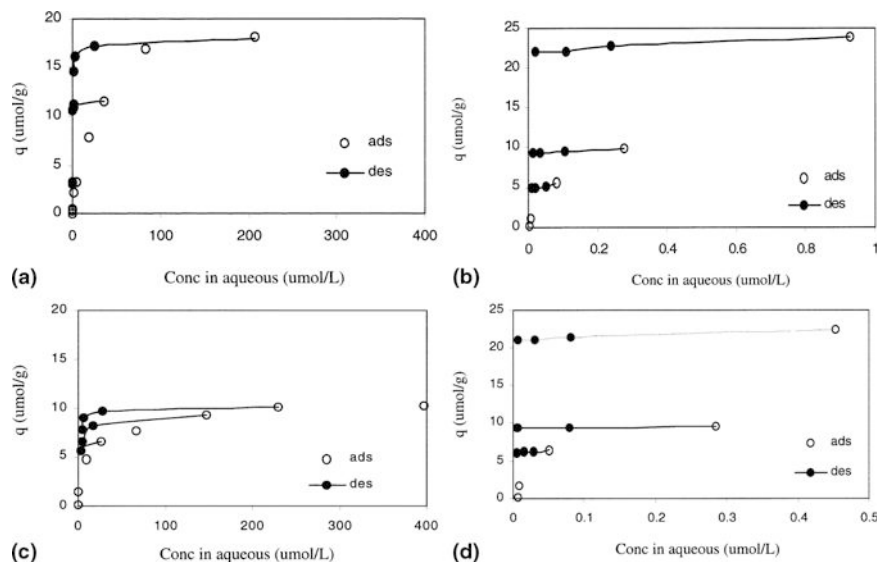 20
15
10
5
0
q (umol/g)
0 100 200 300 400
ads
des
Conc in aqueous (umol/L)
(a)
25
20
15
10
5
0
q (umol/g)
0 0.2 0.4 0.6 0.8 1
ads
des
Conc in aqueous (umol/L)
(b)
20
15
10
5
0
q (umol/g)
0 100 200 300 400
ads
des
Conc in aqueous (umol/L)
(c)
25
20
15
10
5
0
q (umol/g)
0 0.1 0.2 0.3 0.4 0.5
ads
des
Conc in aqueous (umol/L)
(d)